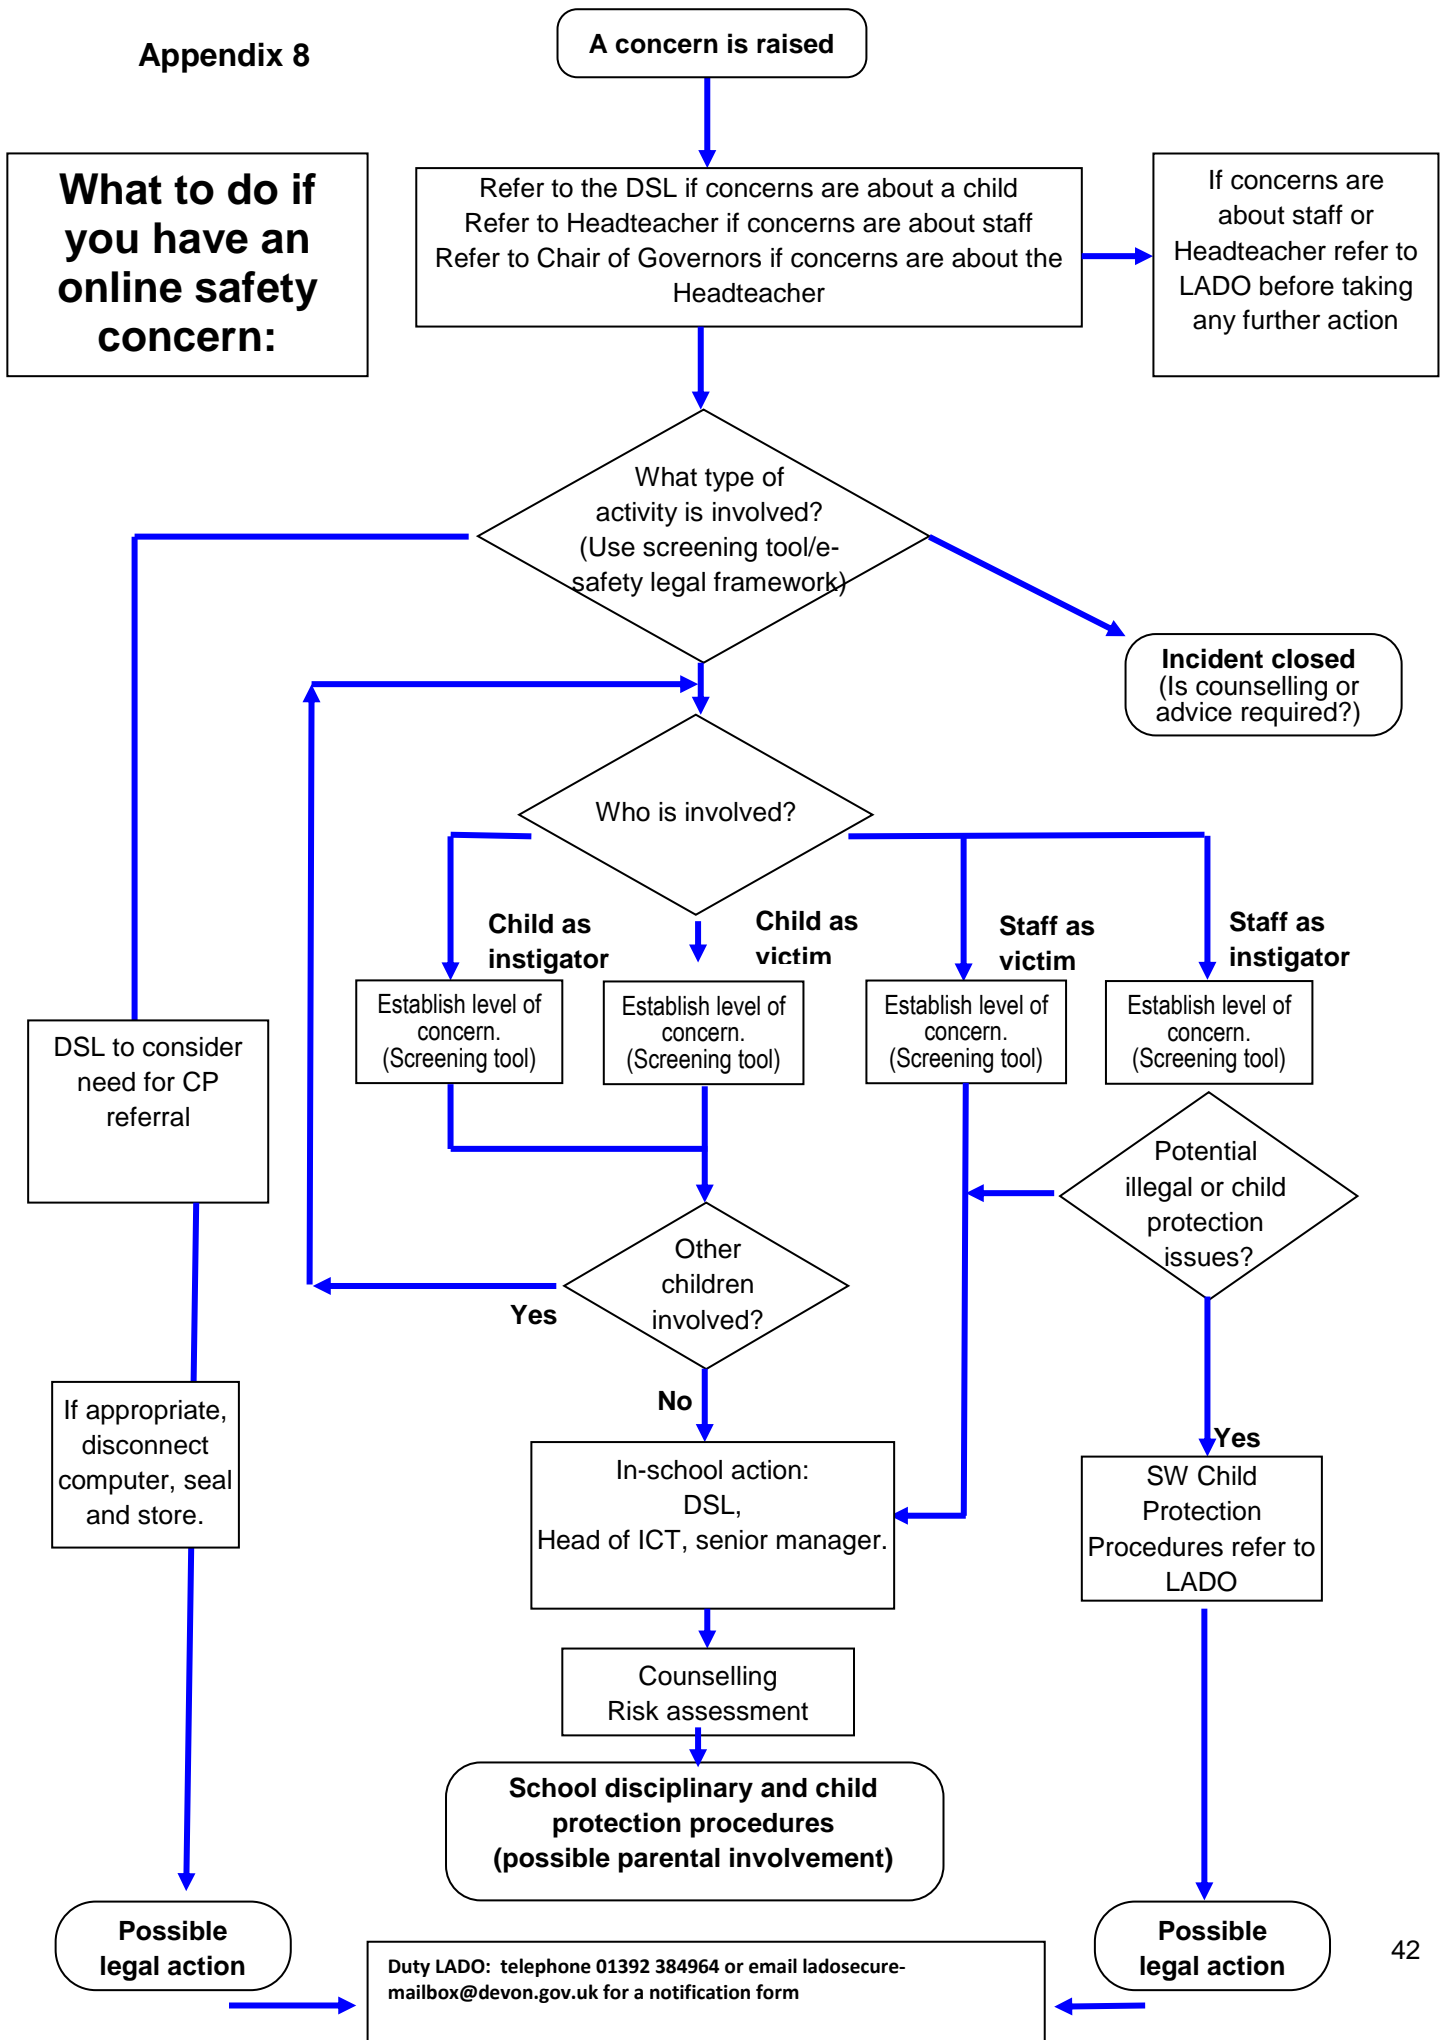 Appendix 8
A concern is raised
What to do if
you have an
online safety
concern:
Refer to the DSL if concerns are about a child
Refer to Headteacher if concerns are about staff
Refer to Chair of Governors if concerns are about the
Headteacher
If concerns are
about staff or
Headteacher refer to
LADO before taking
any further action
What type of
activity is involved?
(Use screening tool/e-
safety legal framework)
Incident closed
(Is counselling or
advice required?)
Who is involved?
Child as
instigator
Child as
victim
Staff as
victim
Staff as
instigator
Establish level of
concern.
(Screening tool)
Establish level of
concern.
(Screening tool)
Establish level of
concern.
(Screening tool)
Establish level of
concern.
(Screening tool)
DSL to consider
need for CP
referral
Potential
illegal or child
protection
issues?
Other
children
involved?
Yes
No
Yes
If appropriate,
disconnect
computer, seal
and store.
In-school action:
DSL,
Head of ICT, senior manager.
SW Child
Protection
Procedures refer to
LADO
Counselling
Risk assessment
School disciplinary and child
protection procedures
(possible parental involvement)
Possible
legal action
Possible
legal action
Duty LADO:  telephone 01392 384964 or email ladosecure-
mailbox@devon.gov.uk for a notification form
42